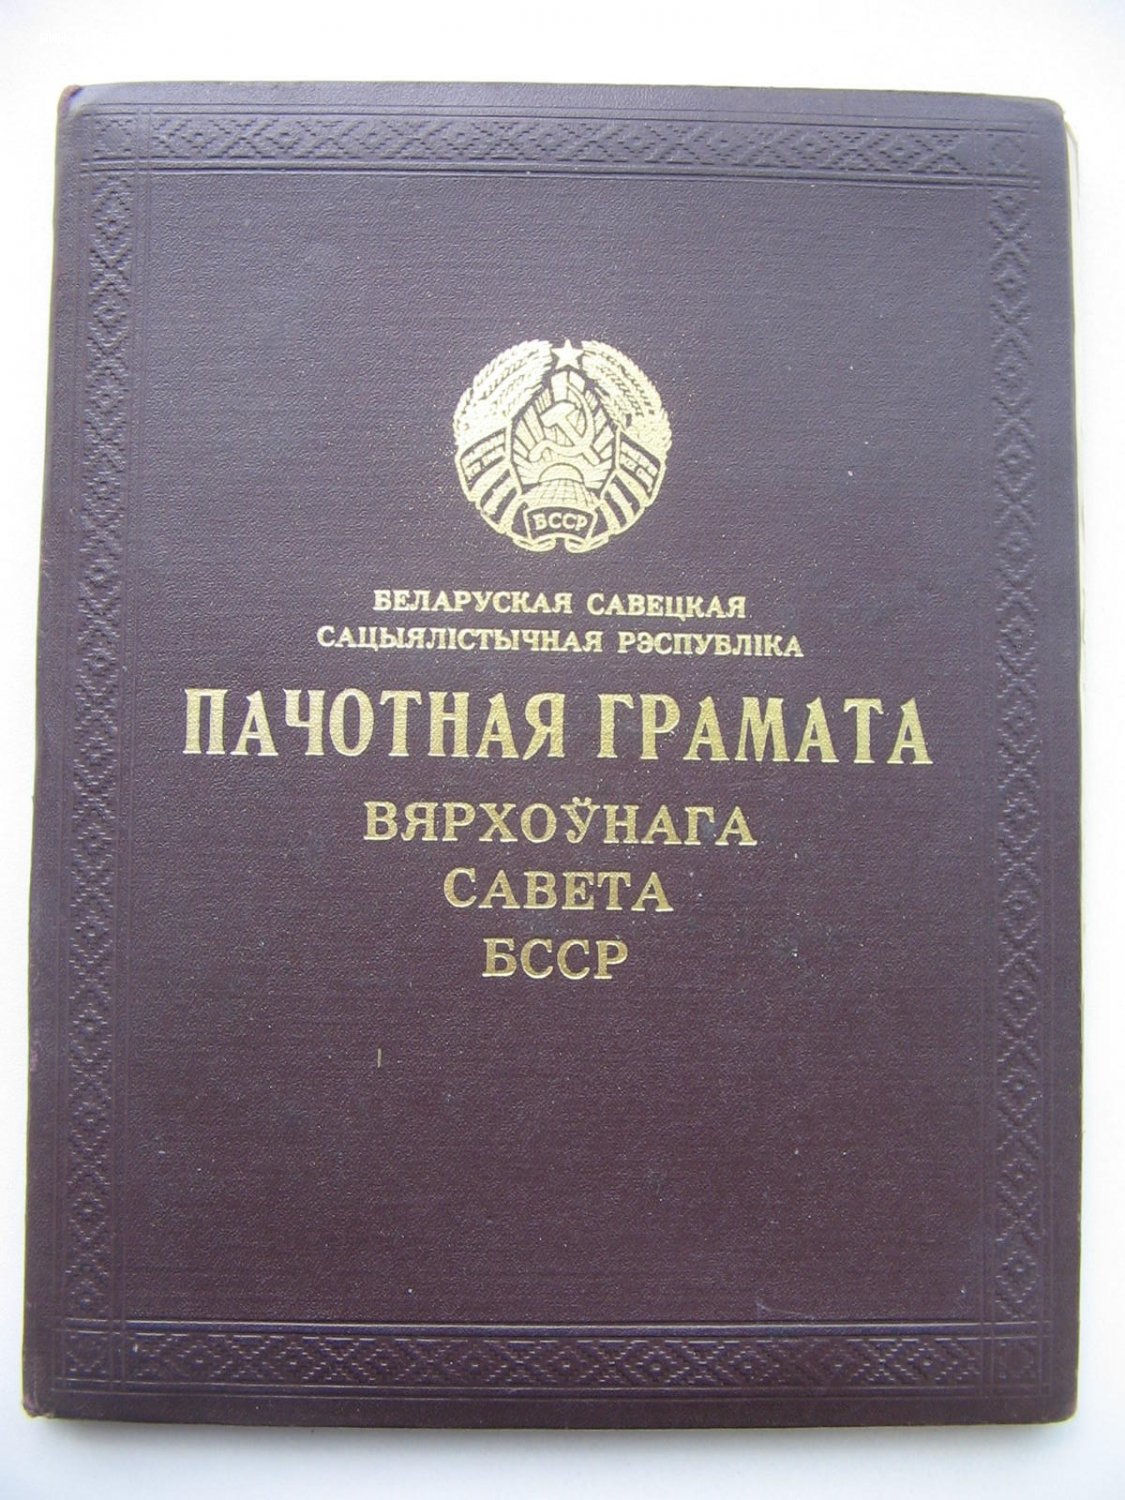 БССР
БЕЛАРУСКАЯ САВЕЦКАЯ
САЦЫЯЛІСТЫЧНАЯ РЭСПУБЛІКА
ПАЧОТНАЯ ГРАМАТА
ВЯРХОЎНАГА
САВЕТА
БССР